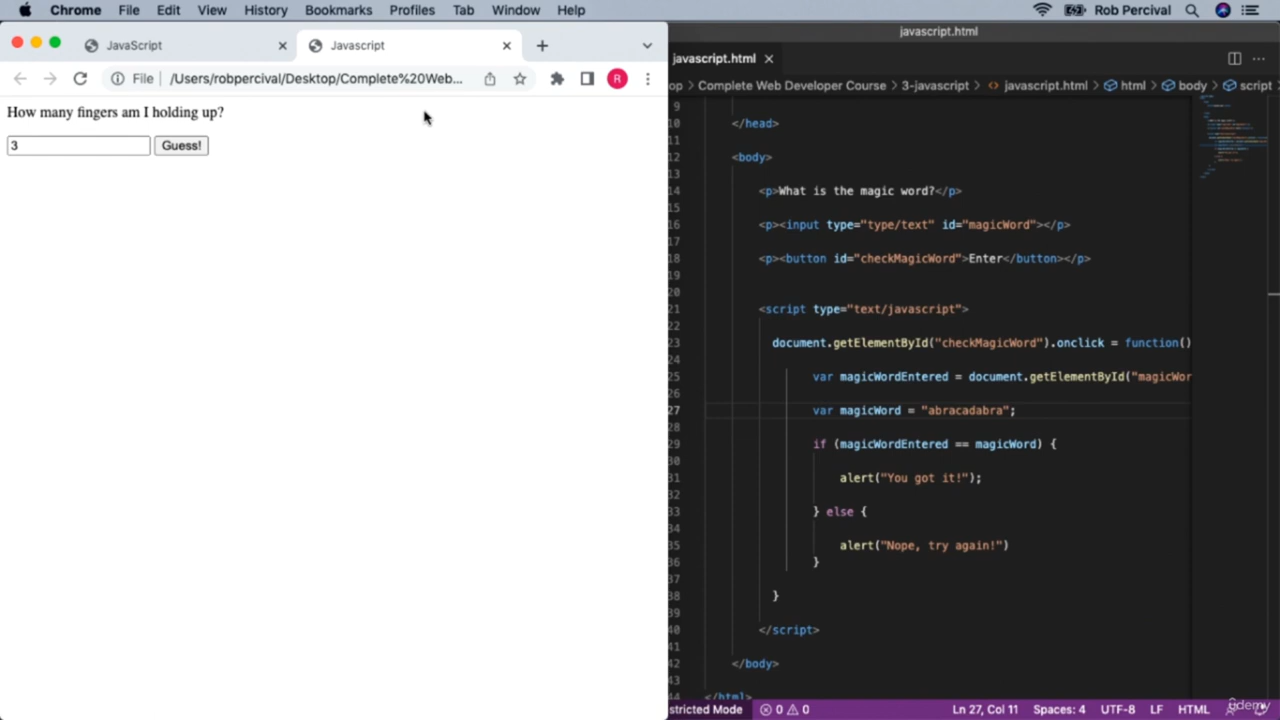 Chrome File Edit View History Bookmarks Profiles Tab Window Help Rob Percival
JavaScript Javascript
File /Users/robpercival/Desktop/Complete%20Web... R
How many fingers am I holding up?
3 Guess!
javascript.html
javascript.html
op > Complete Web Developer Course > 3-javascript > javascript.html > html > body > script
9
10 </head>
11
12 <body>
13
14 <p>What is the magic word?</p>
15
16 <p><input type="type/text" id="magicWord"></p>
17
18 <p><button id="checkMagicWord">Enter</button></p>
19
20
21 <script type="text/javascript">
22
23 document.getElementById("checkMagicWord").onclick = function()
24
25 var magicWordEntered = document.getElementById("magicWor
26
27 var magicWord = "abracadabra";
28
29 if (magicWordEntered == magicWord) {
30
31 alert("You got it!");
32
33 } else {
34
35 alert("Nope, try again!")
36 }
37
38 }
39
40 </script>
41
42 </body>
43
44 </html>
stricted Mode 0 0 Ln 27, Col 11 Spaces: 4 UTF-8 LF HTML
udemy